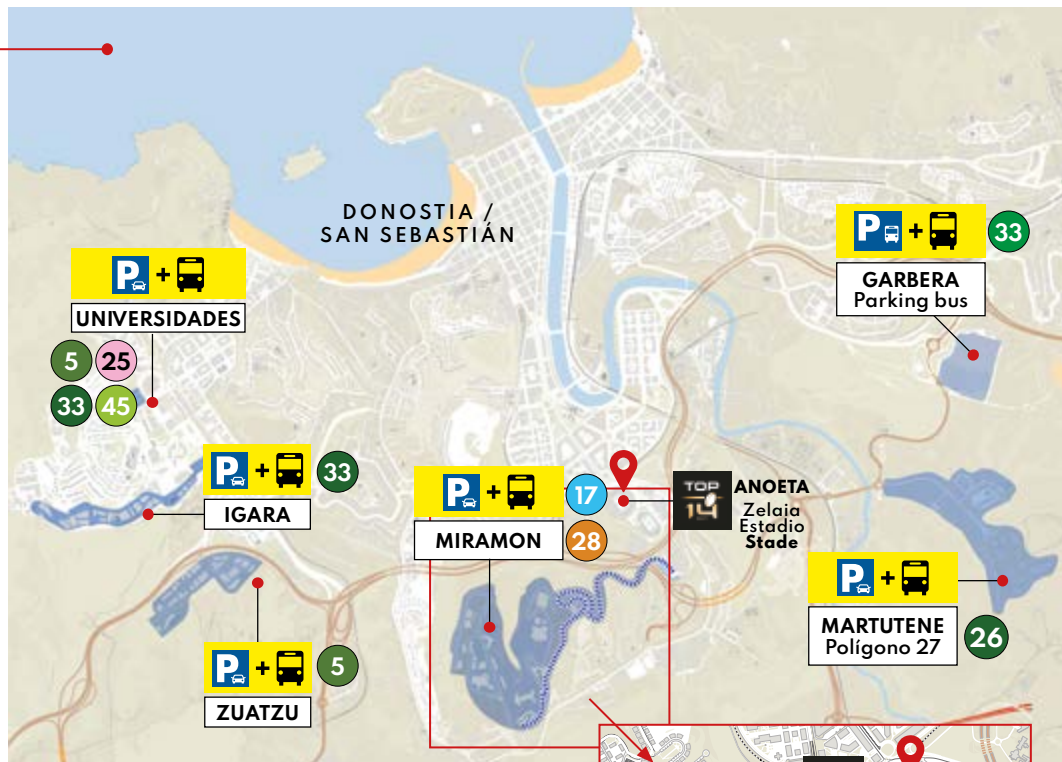 DONOSTIA /
SAN SEBASTIÁN
P + 33
GARBERA
Parking bus
P +
UNIVERSIDADES
5 25
33 45
P + 33
IGARA
P + 17
MIRAMON 28
TOP
14
ANOETA
Zelaia
Estadio
Stade
P +
MARTUTENE
Polígono 27
26
P + 5
ZUATZU